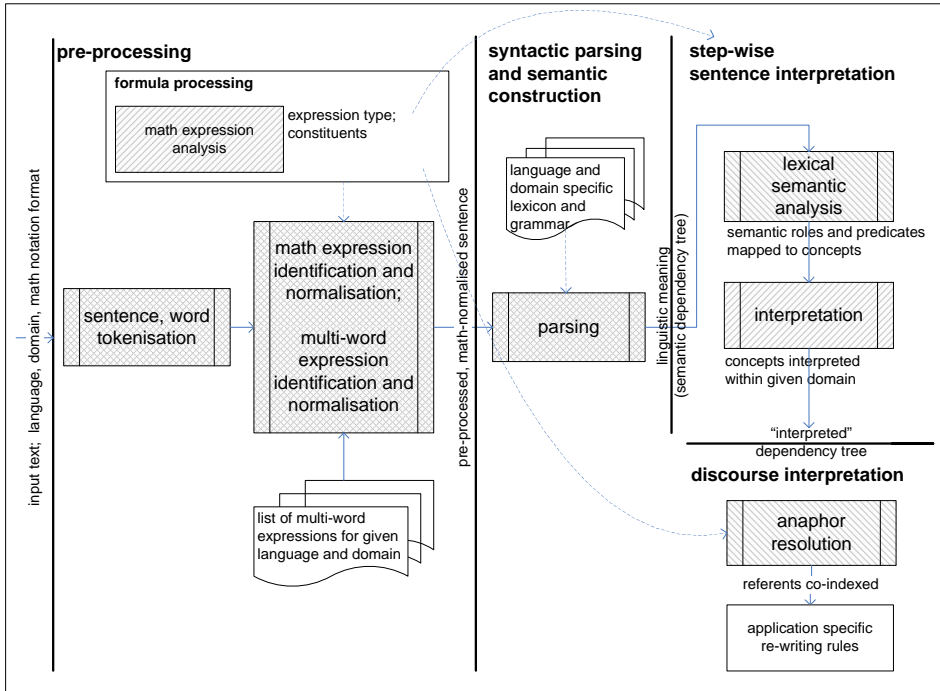 pre-processing
formula processing
math expression
analysis
expression type;
constituents
input text;  language, domain, math notation format
sentence, word
tokenisation
math expression
identification and
normalisation;
multi-word
expression
identification and
normalisation
list of multi-word
expressions for given
language and domain
pre-processed, math-normalised sentence
syntactic parsing
and semantic
construction
language and
domain specific
lexicon and
grammar
parsing
linguistic meaning
(semantic dependency tree)
step-wise
sentence interpretation
lexical
semantic
analysis
semantic roles and predicates
mapped to concepts
interpretation
concepts interpreted
within given domain
“interpreted”
dependency tree
discourse interpretation
anaphor
resolution
referents co-indexed
application specific
re-writing rules